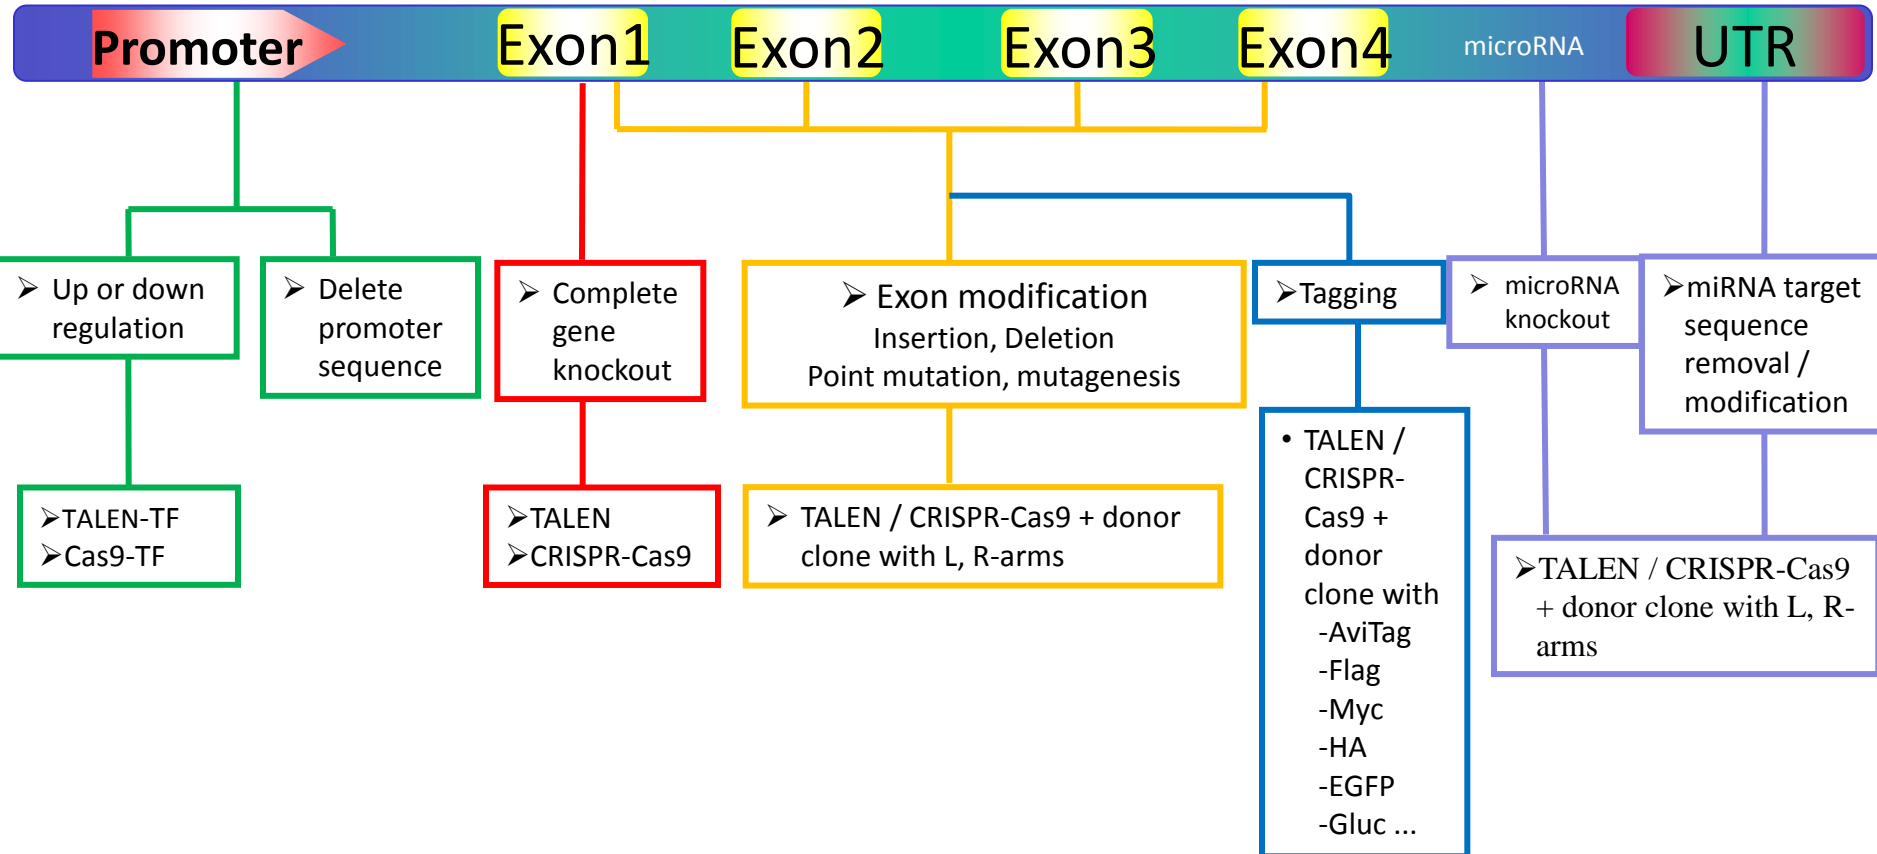 Promoter
Exon1
Exon2
Exon3
Exon4
microRNA
UTR
➢ Up or down
regulation
➢ Delete
promoter
sequence
➢ Complete
gene
knockout
➢ Exon modification
Insertion, Deletion
Point mutation, mutagenesis
➢Tagging
➢ microRNA
knockout
➢miRNA target
sequence
removal /
modification
➢TALEN-TF
➢Cas9-TF
➢TALEN
➢CRISPR-Cas9
➢ TALEN / CRISPR-Cas9 + donor
clone with L, R-arms
• TALEN /
CRISPR-
Cas9 +
donor
clone with
-AviTag
-Flag
-Myc
-HA
-EGFP
-Gluc ...
➢TALEN / CRISPR-Cas9
+ donor clone with L, R-
arms